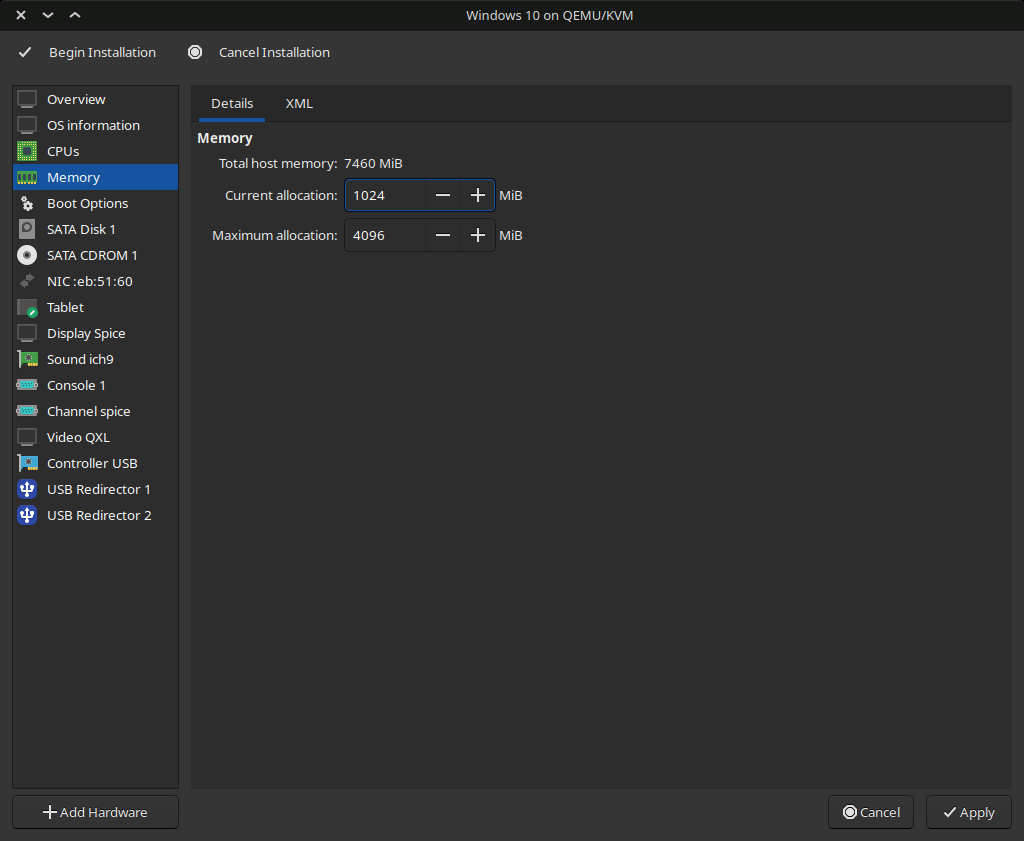 Windows 10 on QEMU/KVM
Begin Installation
Cancel Installation
Overview
OS information
CPUs
Memory
Boot Options
SATA Disk 1
SATA CDROM 1
NIC :eb:51:60
Tablet
Display Spice
Sound ich9
Console 1
Channel spice
Video QXL
Controller USB
USB Redirector 1
USB Redirector 2
Add Hardware
Details XML
Memory
Total host memory: 7460 MiB
Current allocation: 1024 MiB
Maximum allocation: 4096 MiB
Cancel Apply